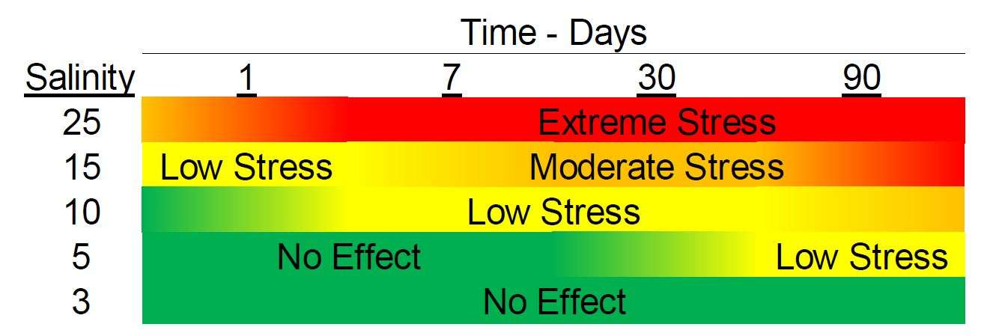 Time - Days
Salinity 1 7 30 90
25 Extreme Stress
15 Low Stress Moderate Stress
10 Low Stress
5 No Effect Low Stress
3 No Effect